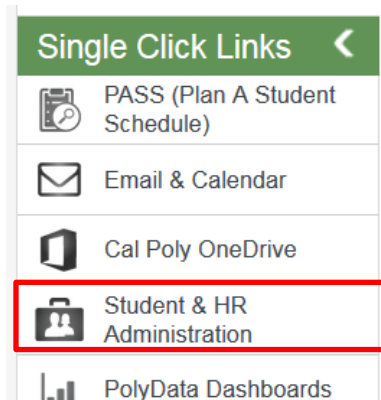 Single Click Links
PASS (Plan A Student
Schedule)
Email & Calendar
Cal Poly OneDrive
Student & HR
Administration
PolyData Dashboards